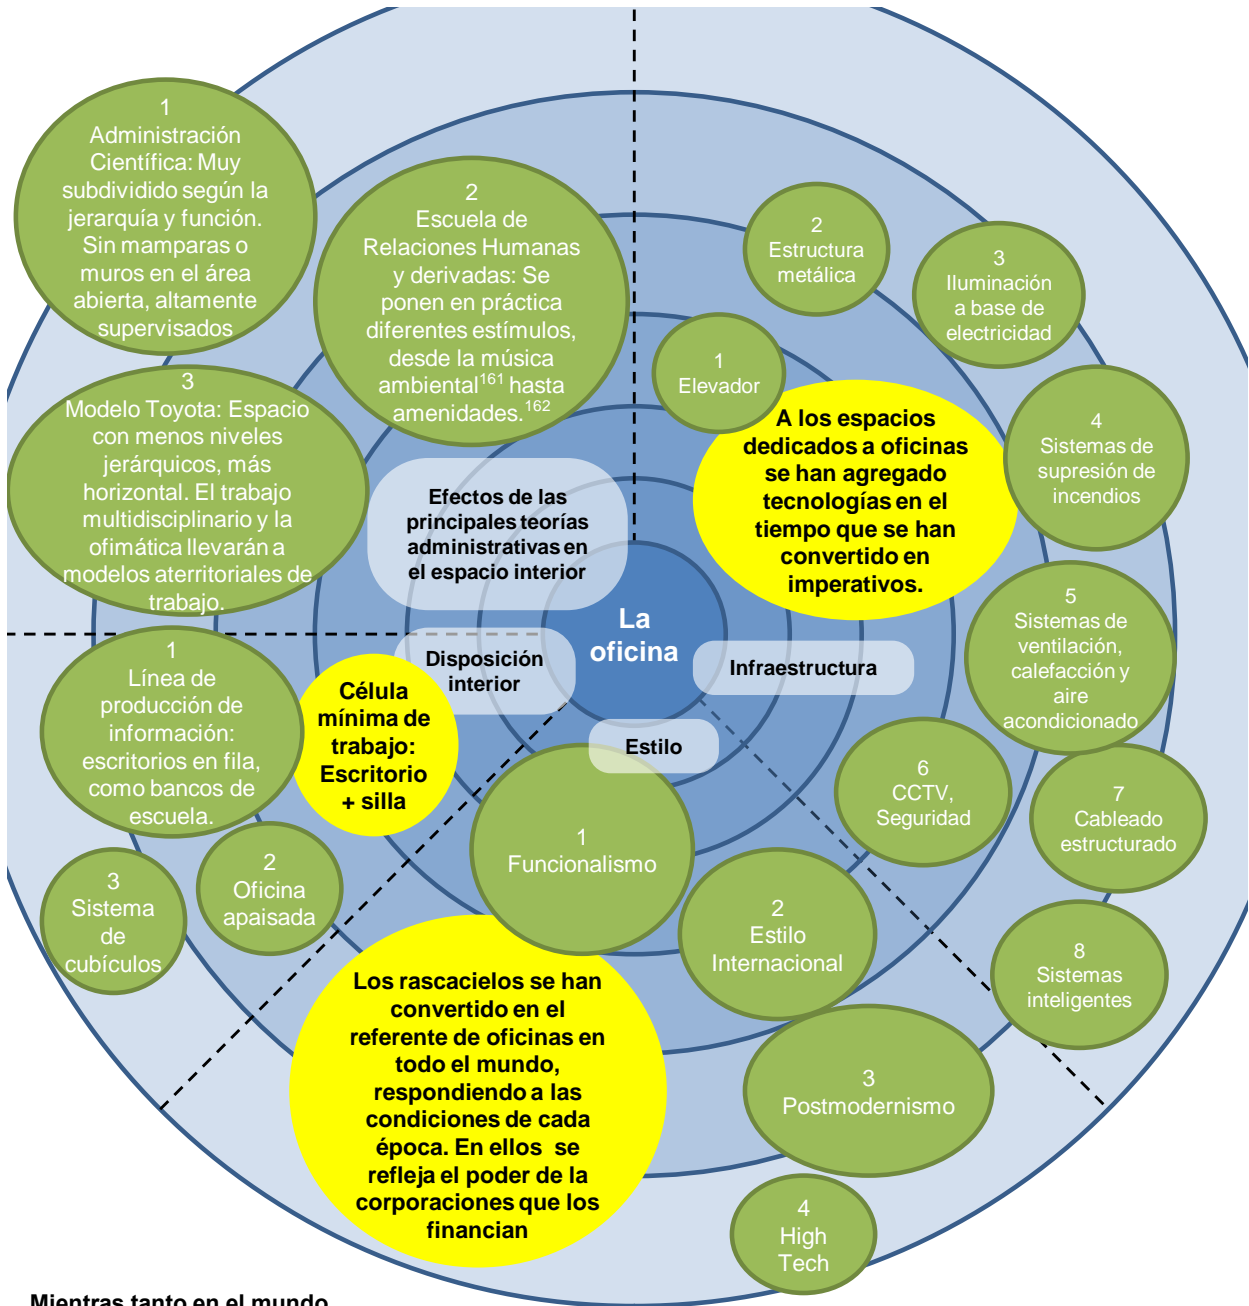 1
Administración
Científica: Muy
subdividido según la
jerarquía y función.
Sin mamparas o
muros en el área
abierta, altamente
supervisados
2
Escuela de
Relaciones Humanas
y derivadas: Se
ponen en práctica
diferentes estímulos,
desde la música
ambiental¹⁶¹ hasta
amenidades.¹⁶²
3
Modelo Toyota: Espacio
con menos niveles
jerárquicos, más
horizontal. El trabajo
multidisciplinario y la
ofimática llevarán a
modelos aterritoriales de
trabajo.
Efectos de las
principales teorías
administrativas en
el espacio interior
1
Elevador
2
Estructura
metálica
3
Iluminación
a base de
electricidad
A los espacios
dedicados a oficinas
se han agregado
tecnologías en el
tiempo que se han
convertido en
imperativos.
4
Sistemas de
supresión de
incendios
5
Sistemas de
ventilación,
calefacción y
aire
acondicionado
La
oficina
Infraestructura
Disposición
interior
Estilo
Célula
mínima de
trabajo:
Escritorio
+ silla
1
Línea de
producción de
información:
escritorios en fila,
como bancos de
escuela.
2
Oficina
apaisada
3
Sistema
de
cubículos
6
CCTV,
Seguridad
7
Cableado
estructurado
8
Sistemas
inteligentes
1
Funcionalismo
2
Estilo
Internacional
3
Postmodernismo
4
High
Tech
Los rascacielos se han
convertido en el
referente de oficinas en
todo el mundo,
respondiendo a las
condiciones de cada
época. En ellos se
refleja el poder de la
corporaciones que los
financian
Mientras tanto en el mundo